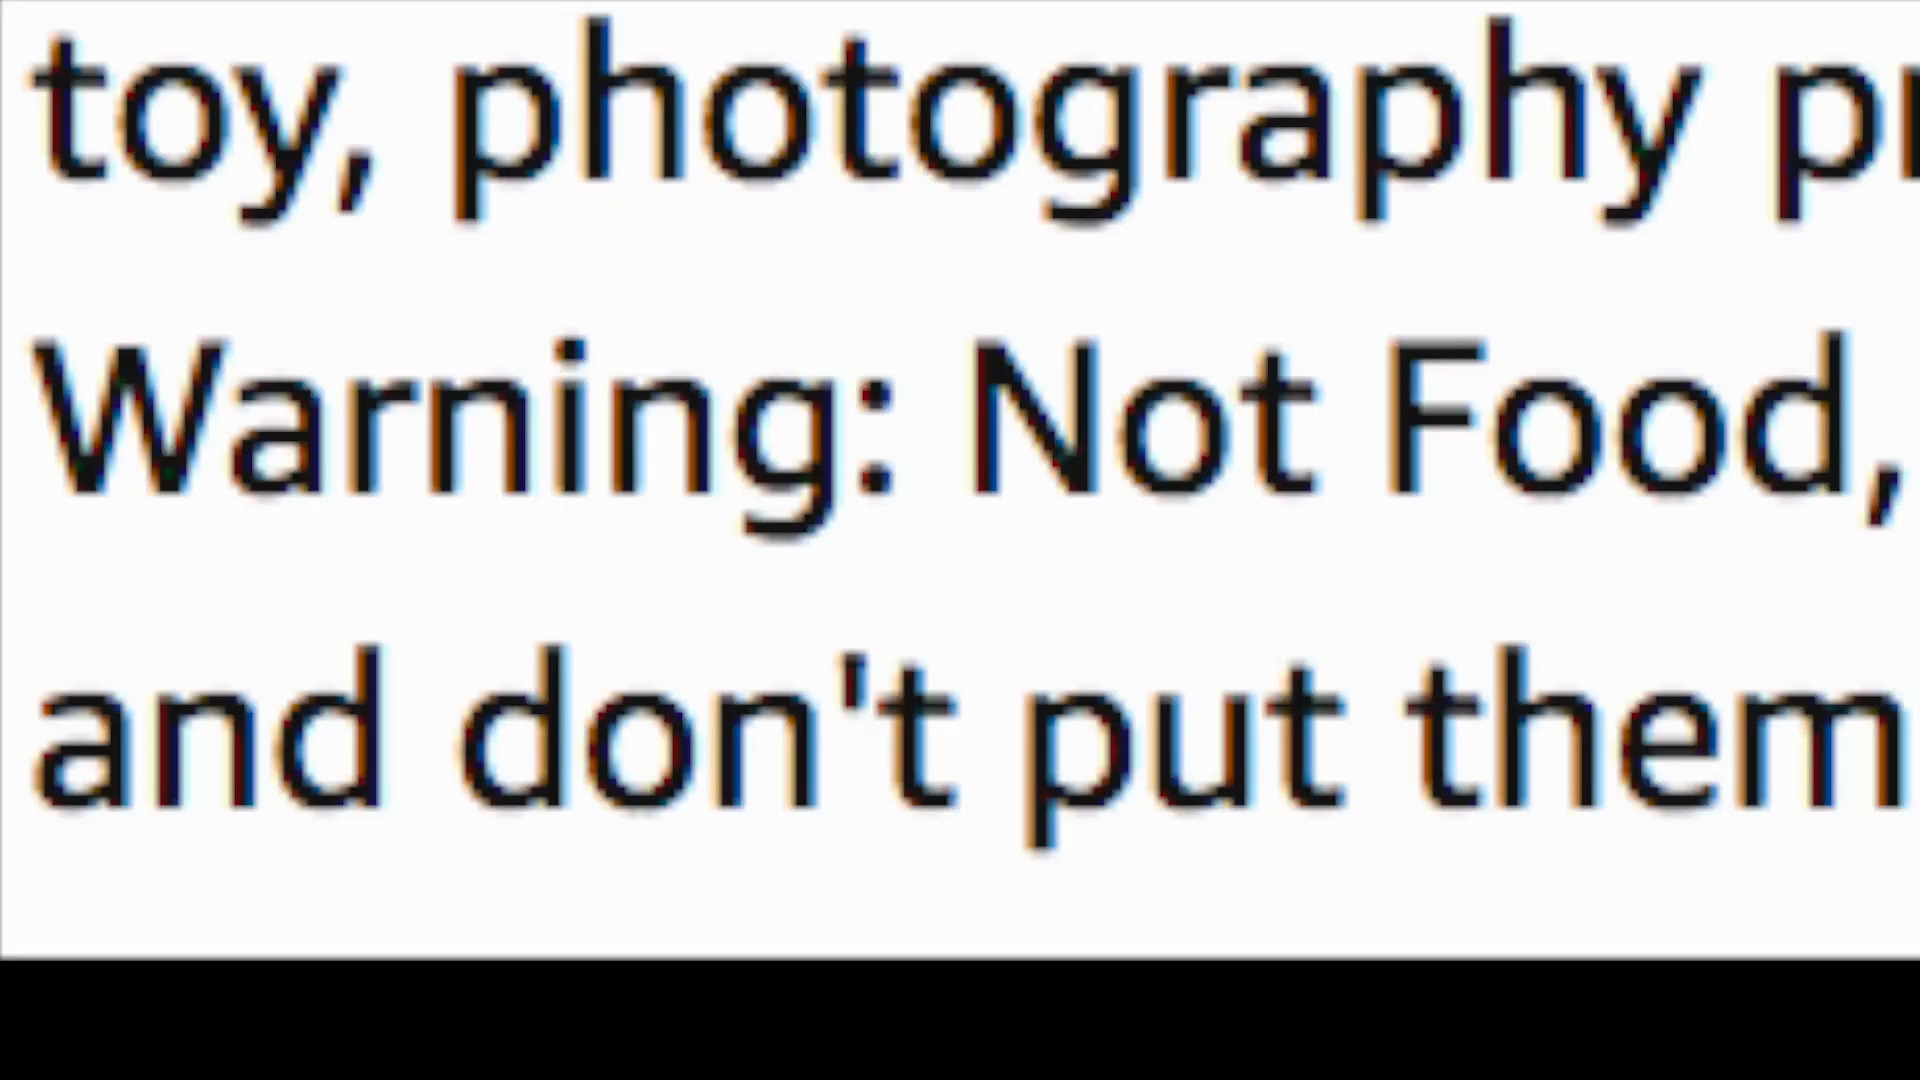 toy, photography
Warning: Not Food,
and don't put them